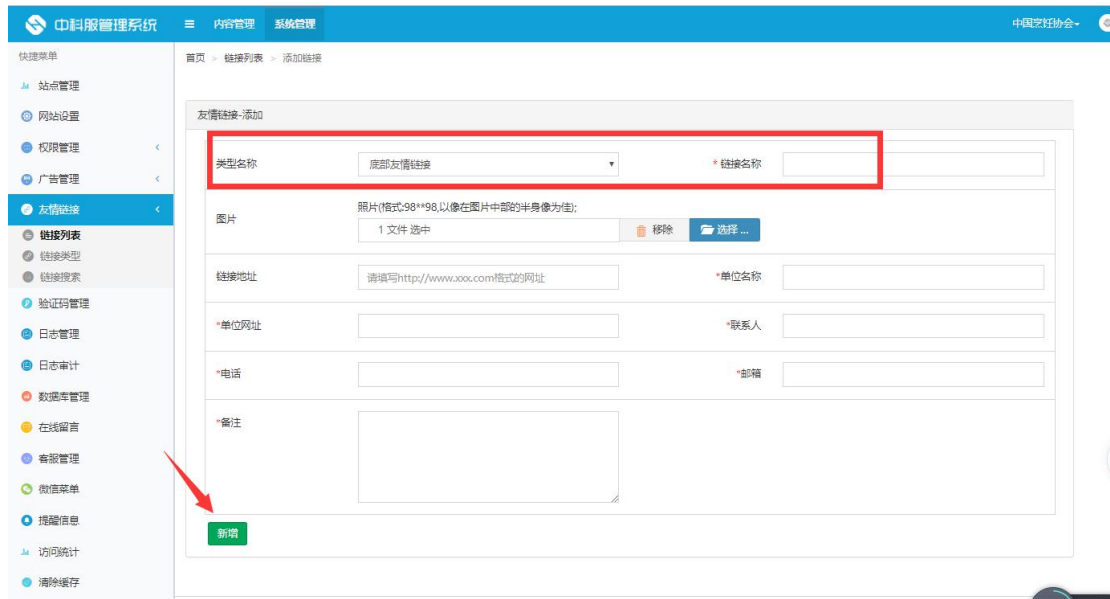 中科服管理系统 内容管理 系统管理 中国烹饪协会
快捷菜单
首页 > 链接列表 > 添加链接
站点管理
网站设置
权限管理
广告管理
友情链接
链接列表
链接类型
链接搜索
验证码管理
日志管理
日志审计
数据库管理
在线留言
客服管理
微信菜单
提醒信息
访问统计
清除缓存
友情链接-添加
类型名称 底部友情链接 * 链接名称
图片
照片(格式:98**98,以像在图片中部的半身像为佳);
1 文件 选中 移除 选择 ...
链接地址 请填写http://www.xxx.com格式的网址 *单位名称
*单位网址 *联系人
*电话 *邮箱
*备注
新增